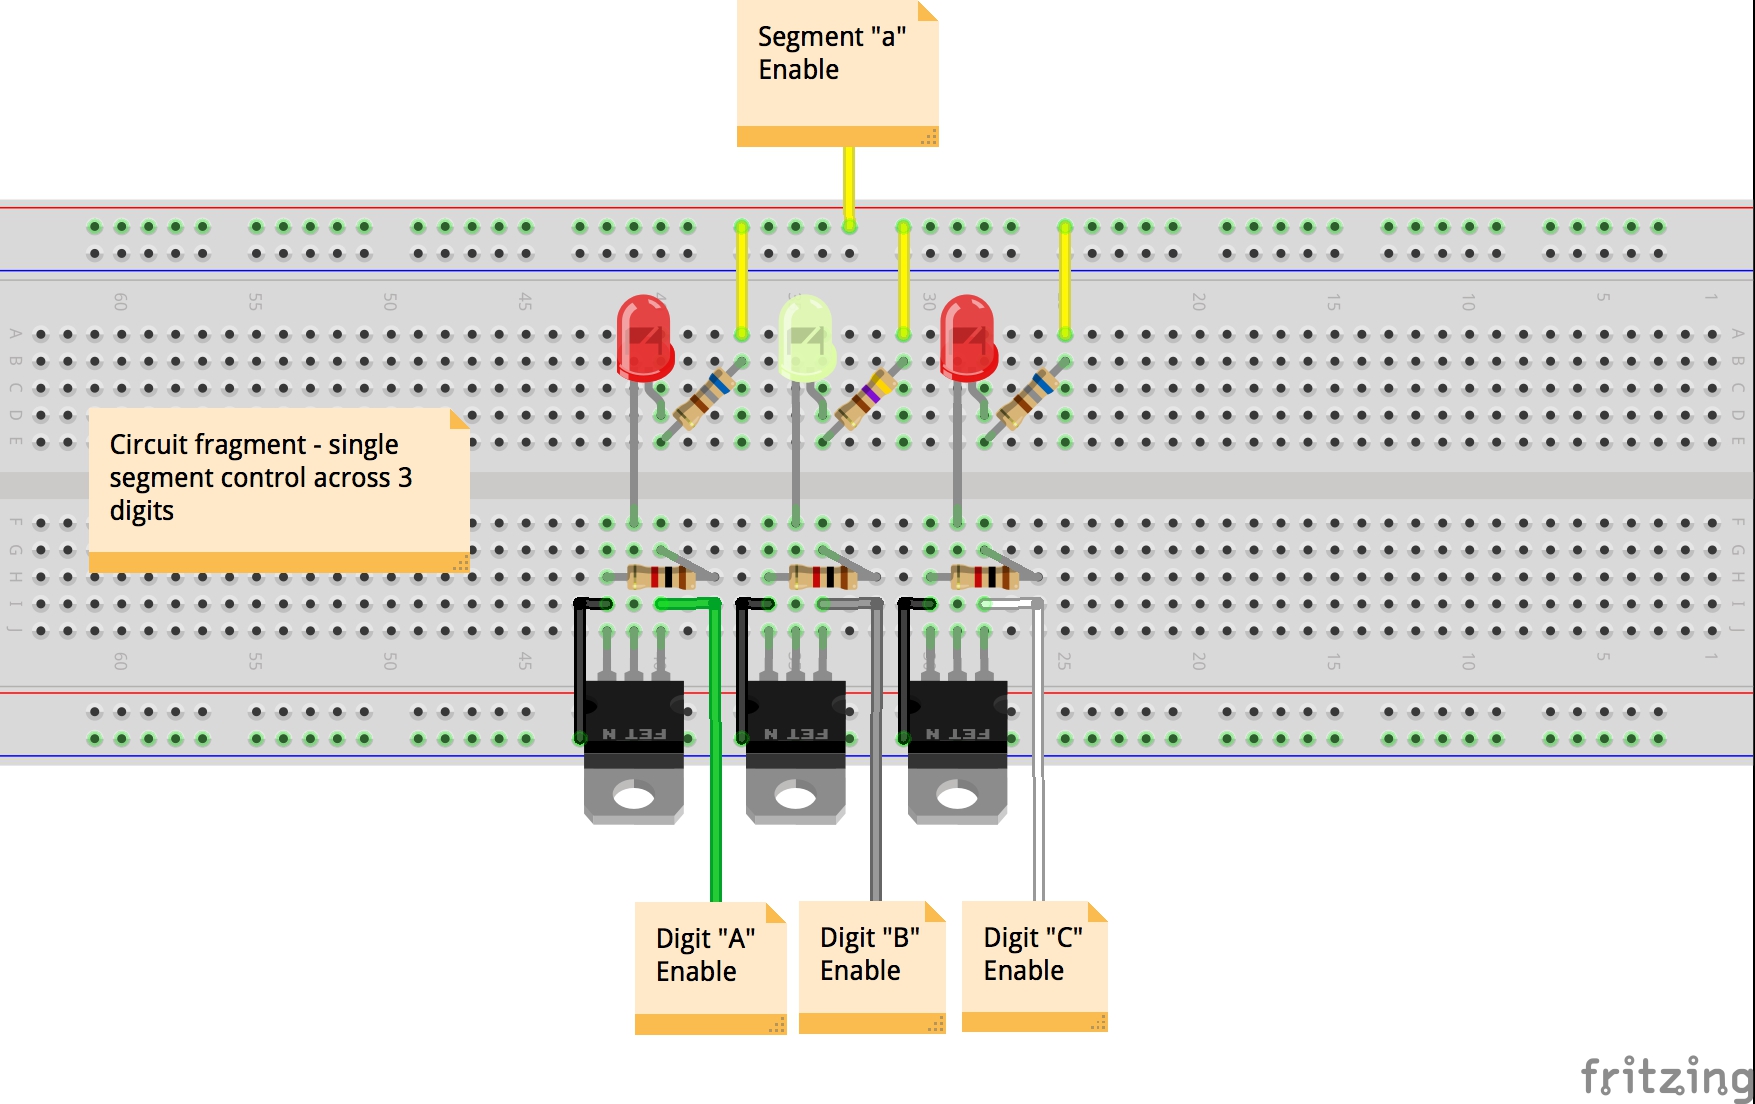 Segment "a"
Enable
60 55 50 45 30 20 15 10 5 1
A A
B B
C C
D D
E E
Circuit fragment - single
segment control across 3
digits
F F
G G
H H
I I
J J
60 55 50 45 25 20 15 10 5 1
FET N FET N FET N
Digit "A"
Enable
Digit "B"
Enable
Digit "C"
Enable
fritzing